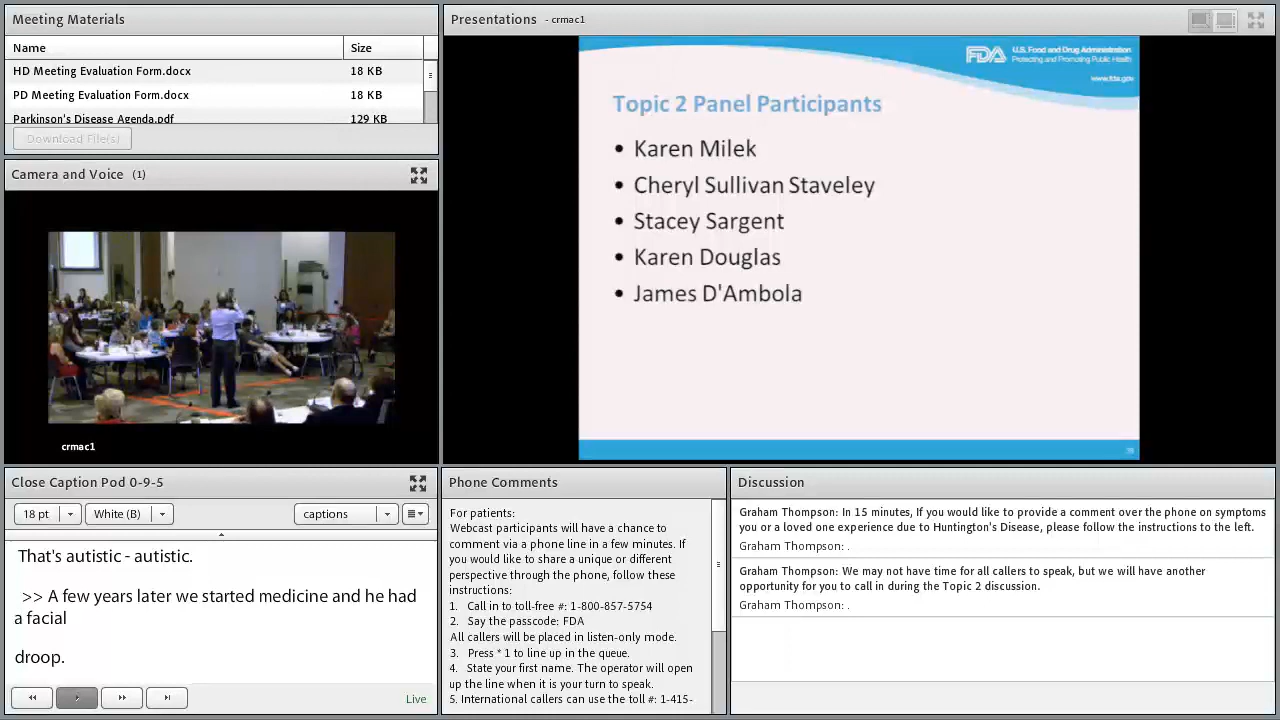 Meeting Materials
Name Size
HD Meeting Evaluation Form.docx 18 KB
PD Meeting Evaluation Form.docx 18 KB
Parkinson's Disease Agenda.pdf 129 KB
Download File(s)
Camera and Voice (1)
crmac1
Presentations - crmac1
FDA U.S. Food and Drug Administration
Protecting and Promoting Public Health
www.fda.gov
Topic 2 Panel Participants
• Karen Milek
• Cheryl Sullivan Staveley
• Stacey Sargent
• Karen Douglas
• James D'Ambola
Close Caption Pod 0-9-5
18 pt White (B) captions
That's autistic - autistic.
>> A few years later we started medicine and he had
a facial
droop.
Live
Phone Comments
For patients:
Webcast participants will have a chance to
comment via a phone line in a few minutes. If
you would like to share a unique or different
perspective through the phone, follow these
instructions:
1. Call in to toll-free #: 1-800-857-5754
2. Say the passcode: FDA
All callers will be placed in listen-only mode.
3. Press * 1 to line up in the queue.
4. State your first name. The operator will open
up the line when it is your turn to speak.
5. International callers can use the toll #: 1-415-
Discussion
Graham Thompson: In 15 minutes, If you would like to provide a comment over the phone on symptoms
you or a loved one experience due to Huntington's Disease, please follow the instructions to the left.
Graham Thompson: .
Graham Thompson: We may not have time for all callers to speak, but we will have another
opportunity for you to call in during the Topic 2 discussion.
Graham Thompson: .